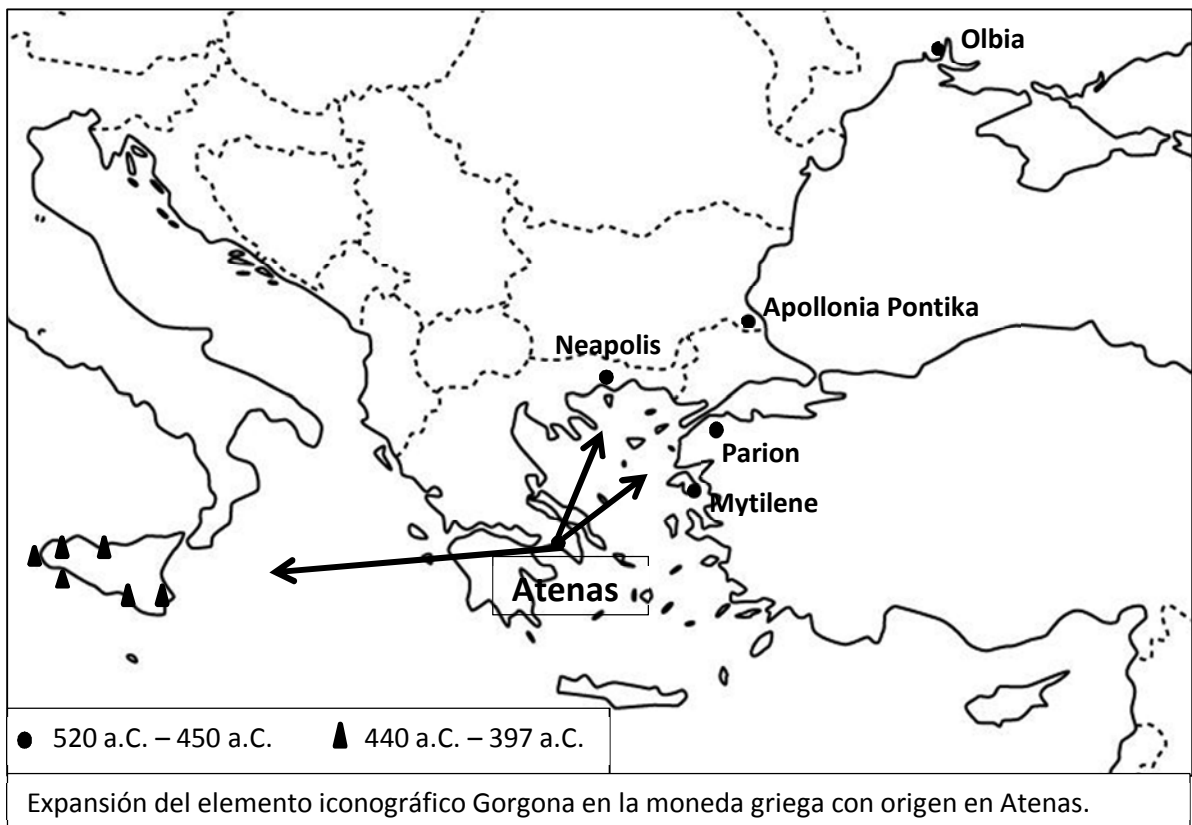 Olbia
Apollonia Pontika
Neapolis
Parion
Mytilene
Atenas
520 a.C. – 450 a.C. 440 a.C. – 397 a.C.
Expansión del elemento iconográfico Gorgona en la moneda griega con origen en Atenas.